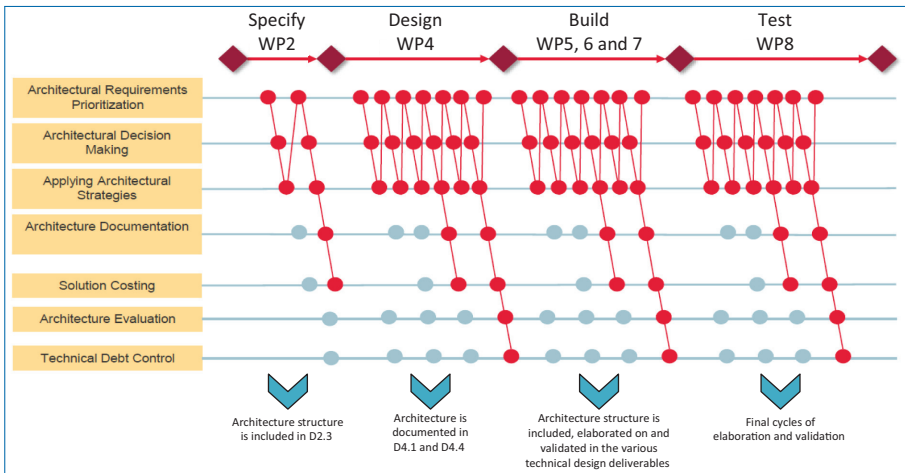 Specify
WP2
Design
WP4
Build
WP5, 6 and 7
Test
WP8
Architectural Requirements
Prioritization
Architectural Decision
Making
Applying Architectural
Strategies
Architecture Documentation
Solution Costing
Architecture Evaluation
Technical Debt Control
Architecture structure
is included in D2.3
Architecture is
documented in
D4.1 and D4.4
Architecture structure is
included, elaborated on and
validated in the various
technical design deliverables
Final cycles of
elaboration and validation